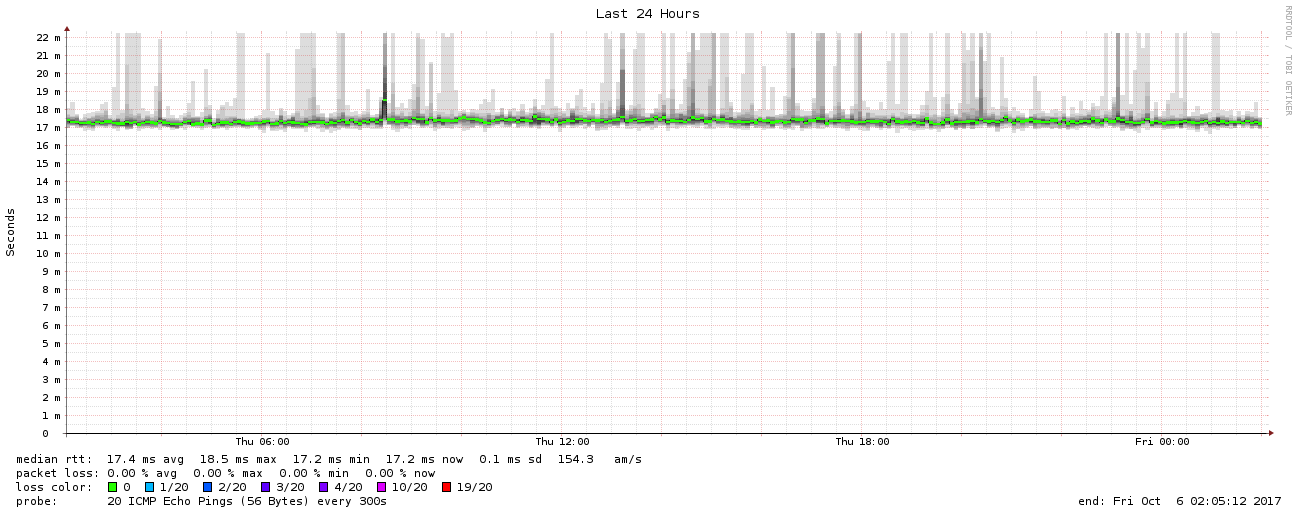 Last 24 Hours
RRDTOOL / TOBI OETIKER
Seconds
22 m
21 m
20 m
19 m
18 m
17 m
16 m
15 m
14 m
13 m
12 m
11 m
10 m
9 m
8 m
7 m
6 m
5 m
4 m
3 m
2 m
1 m
0
Thu 06:00 Thu 12:00 Thu 18:00 Fri 00:00
median rtt: 17.4 ms avg 18.5 ms max 17.2 ms min 17.2 ms now 0.1 ms sd 154.3 am/s
packet loss: 0.00 % avg 0.00 % max 0.00 % min 0.00 % now
loss color: 0 1/20 2/20 3/20 4/20 10/20 19/20
probe: 20 ICMP Echo Pings (56 Bytes) every 300s end: Fri Oct 6 02:05:12 2017